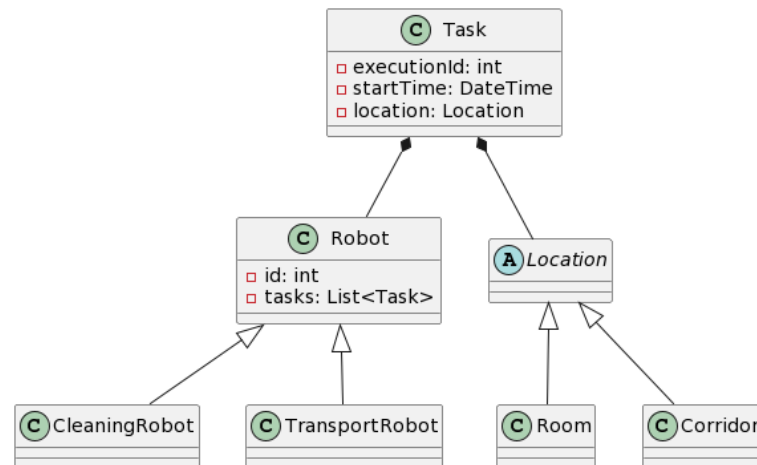 C Task
executionId: int
startTime: DateTime
location: Location
C Robot
id: int
tasks: List<Task>
A Location
C CleaningRobot
C TransportRobot
C Room
C Corridor